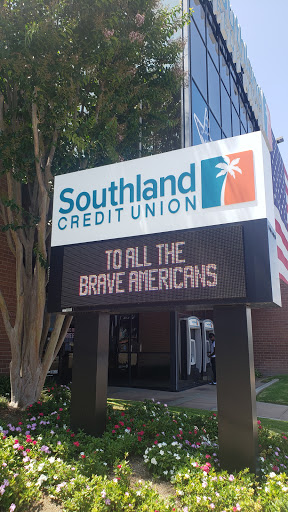 Southland
CREDIT UNION
TO ALL THE
BRAVE AMERICANS